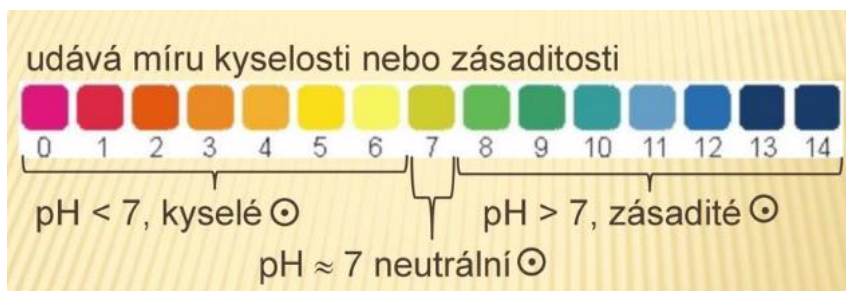 udává míru kyselosti nebo zásaditosti
0 1 2 3 4 5 6 7 8 9 10 11 12 13 14
pH < 7, kyselé ⊙ pH > 7, zásadité ⊙
pH ≈ 7 neutrální ⊙